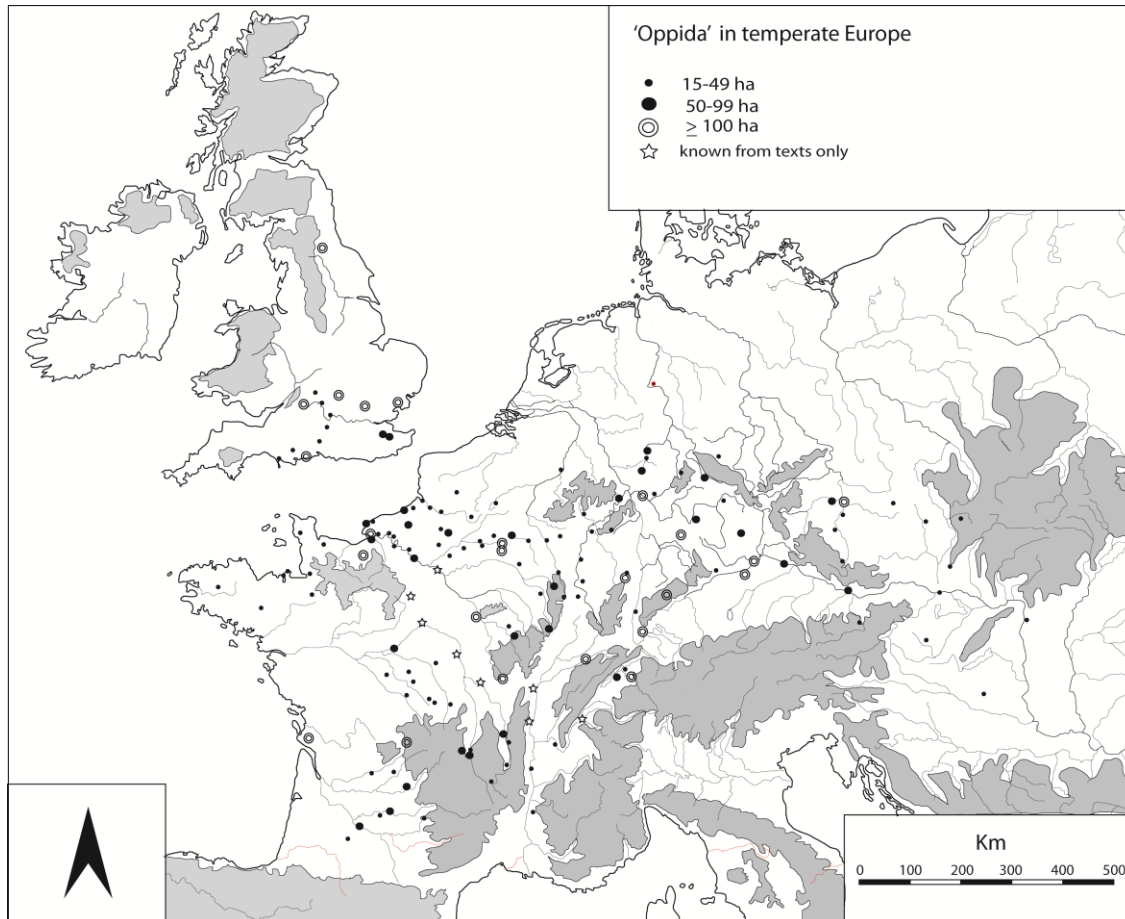 'Oppida' in temperate Europe
15-49 ha
50-99 ha
≥ 100 ha
known from texts only
Km
0 100 200 300 400 500